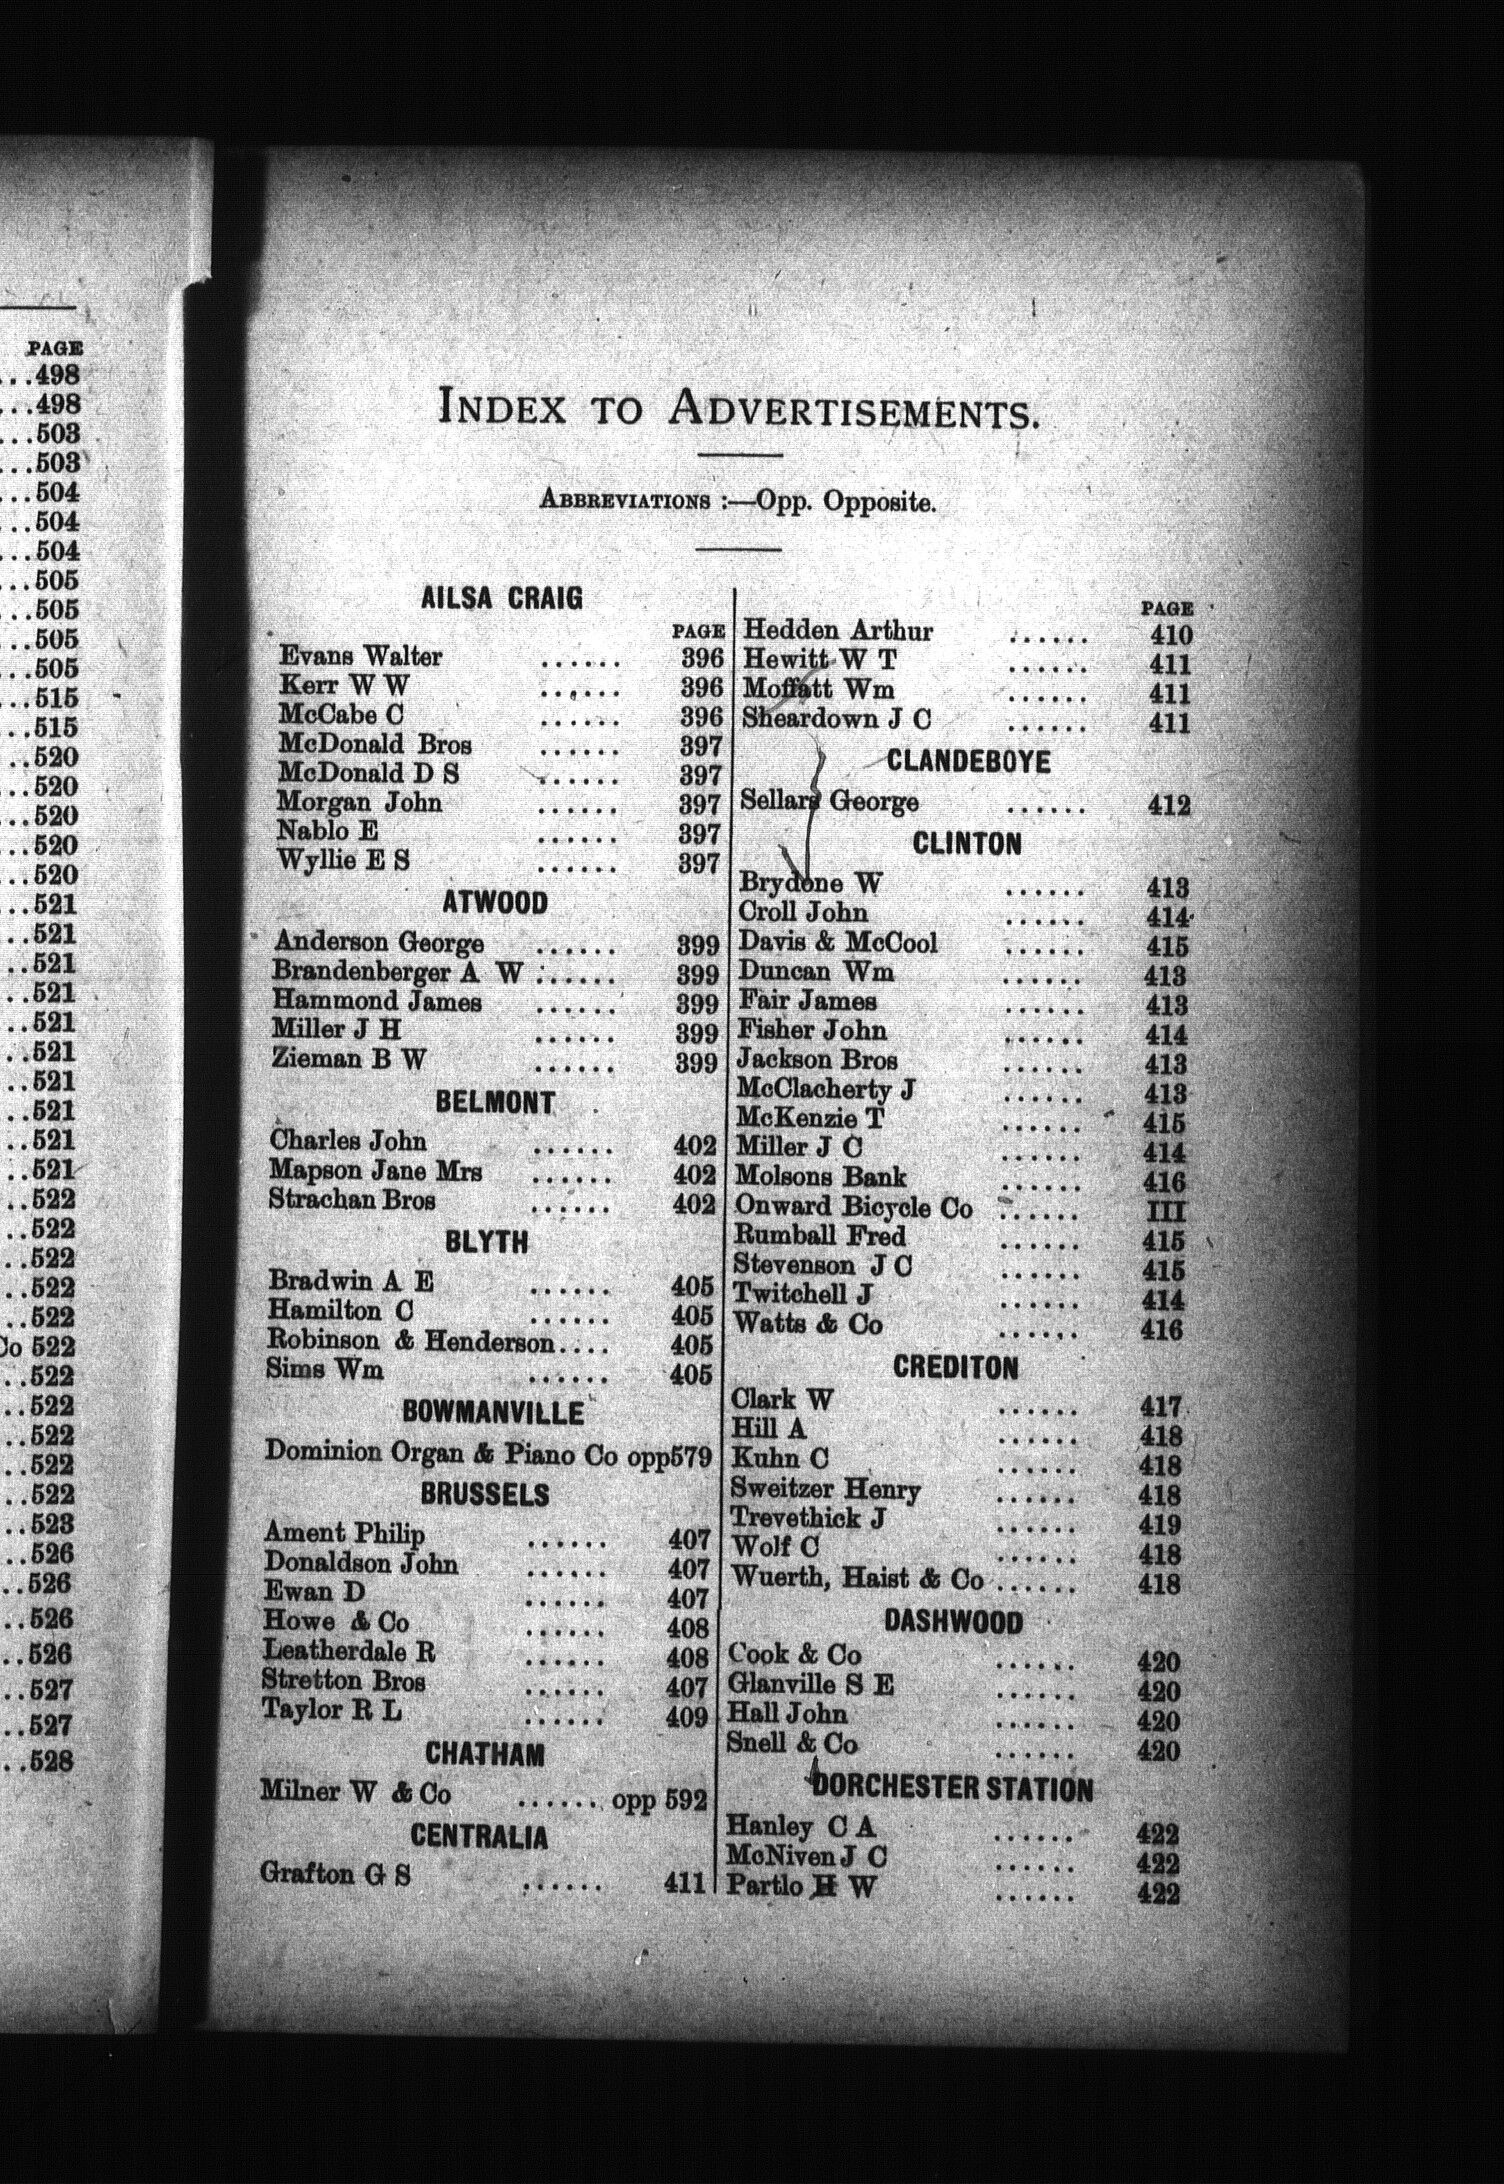 PAGE
...498
...498
...503
...503
...504
...504
...504
...505
...505
...505
...505
...515
...515
...520
...520
...520
...520
...520
...521
...521
...521
...521
...521
...521
...521
...521
...521
...521
...522
...522
...522
...522
...522
Co 522
...522
...522
...522
...522
...522
...523
...526
...526
...526
...526
...527
...527
...528
INDEX TO ADVERTISEMENTS.
ABBREVIATIONS :—Opp. Opposite.
AILSA CRAIG
PAGE
Evans Walter ...... 396
Kerr W W ...... 396
McCabe C ...... 396
McDonald Bros ...... 397
McDonald D S ...... 397
Morgan John ...... 397
Nablo E ...... 397
Wyllie E S ...... 397
ATWOOD
Anderson George ...... 399
Brandenberger A W ...... 399
Hammond James ...... 399
Miller J H ...... 399
Zieman B W ...... 399
BELMONT
Charles John ...... 402
Mapson Jane Mrs ...... 402
Strachan Bros ...... 402
BLYTH
Bradwin A E ...... 405
Hamilton C ...... 405
Robinson & Henderson.... 405
Sims Wm ...... 405
BOWMANVILLE
Dominion Organ & Piano Co opp579
BRUSSELS
Ament Philip ...... 407
Donaldson John ...... 407
Ewan D ...... 407
Howe & Co ...... 408
Leatherdale R ...... 408
Stretton Bros ...... 407
Taylor R L ...... 409
CHATHAM
Milner W & Co ...... opp 592
CENTRALIA
Grafton G S ...... 411
PAGE
Hedden Arthur ...... 410
Hewitt W T ...... 411
Moffatt Wm ...... 411
Sheardown J C ...... 411
CLANDEBOYE
Sellars George ...... 412
CLINTON
Brydone W ...... 413
Croll John ...... 414
Davis & McCool ...... 415
Duncan Wm ...... 413
Fair James ...... 413
Fisher John ...... 414
Jackson Bros ...... 413
McClacherty J ...... 413
McKenzie T ...... 415
Miller J C ...... 414
Molsons Bank ...... 416
Onward Bicycle Co ...... III
Rumball Fred ...... 415
Stevenson J C ...... 415
Twitchell J ...... 414
Watts & Co ...... 416
CREDITON
Clark W ...... 417
Hill A ...... 418
Kuhn C ...... 418
Sweitzer Henry ...... 418
Trevethick J ...... 419
Wolf C ...... 418
Wuerth, Haist & Co ...... 418
DASHWOOD
Cook & Co ...... 420
Glanville S E ...... 420
Hall John ...... 420
Snell & Co ...... 420
DORCHESTER STATION
Hanley C A ...... 422
McNiven J C ...... 422
Partlo H W ...... 422